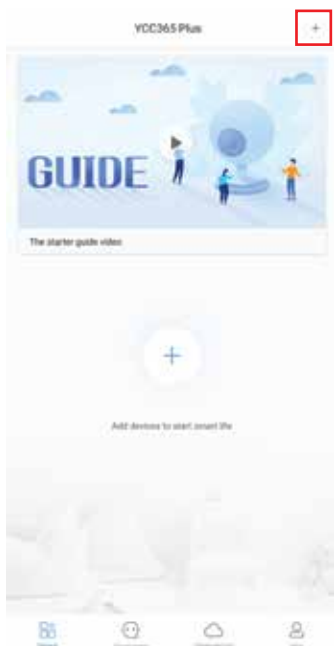 YCC365 Plus
+
GUIDE
The starter guide video
+
Add devices to start smart life